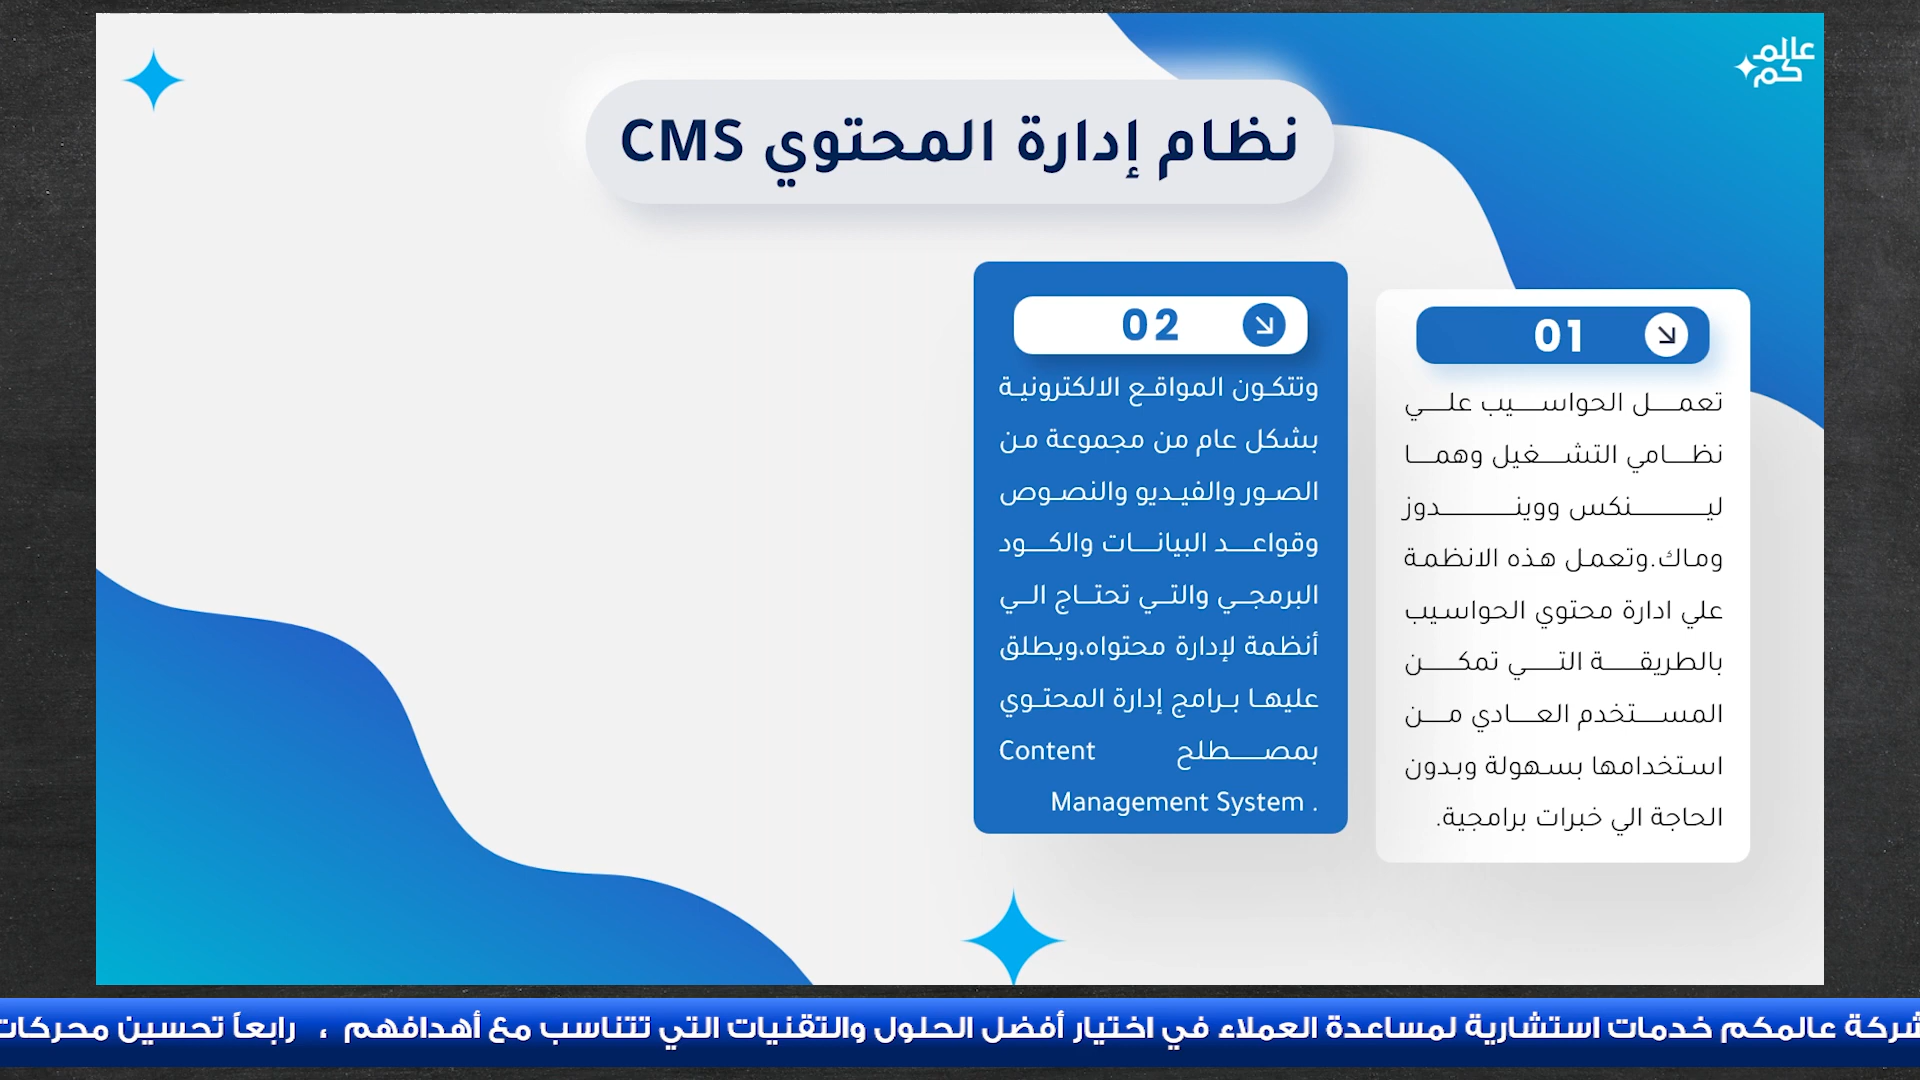 عالم
كم
نظام إدارة المحتوي CMS
01
تعمل الحواسيب علي
نظامي التشغيل وهما
لينكس وويندوز
وماك.وتعمل هذه الانظمة
علي ادارة محتوي الحواسيب
بالطريقة التي تمكن
المستخدم العادي من
استخدامها بسهولة وبدون
الحاجة الي خبرات برامجية.
02
وتتكون المواقع الالكترونية
بشكل عام من مجموعة من
الصور والفيديو والنصوص
وقواعد البيانات والكود
البرمجي والتي تحتاج الي
أنظمة لإدارة محتواه،ويطلق
عليها برامج إدارة المحتوي
بمصطلح Content
Management System .
شركة عالمكم خدمات استشارية لمساعدة العملاء في اختيار أفضل الحلول والتقنيات التي تتناسب مع أهدافهم ، رابعاً تحسين محركات